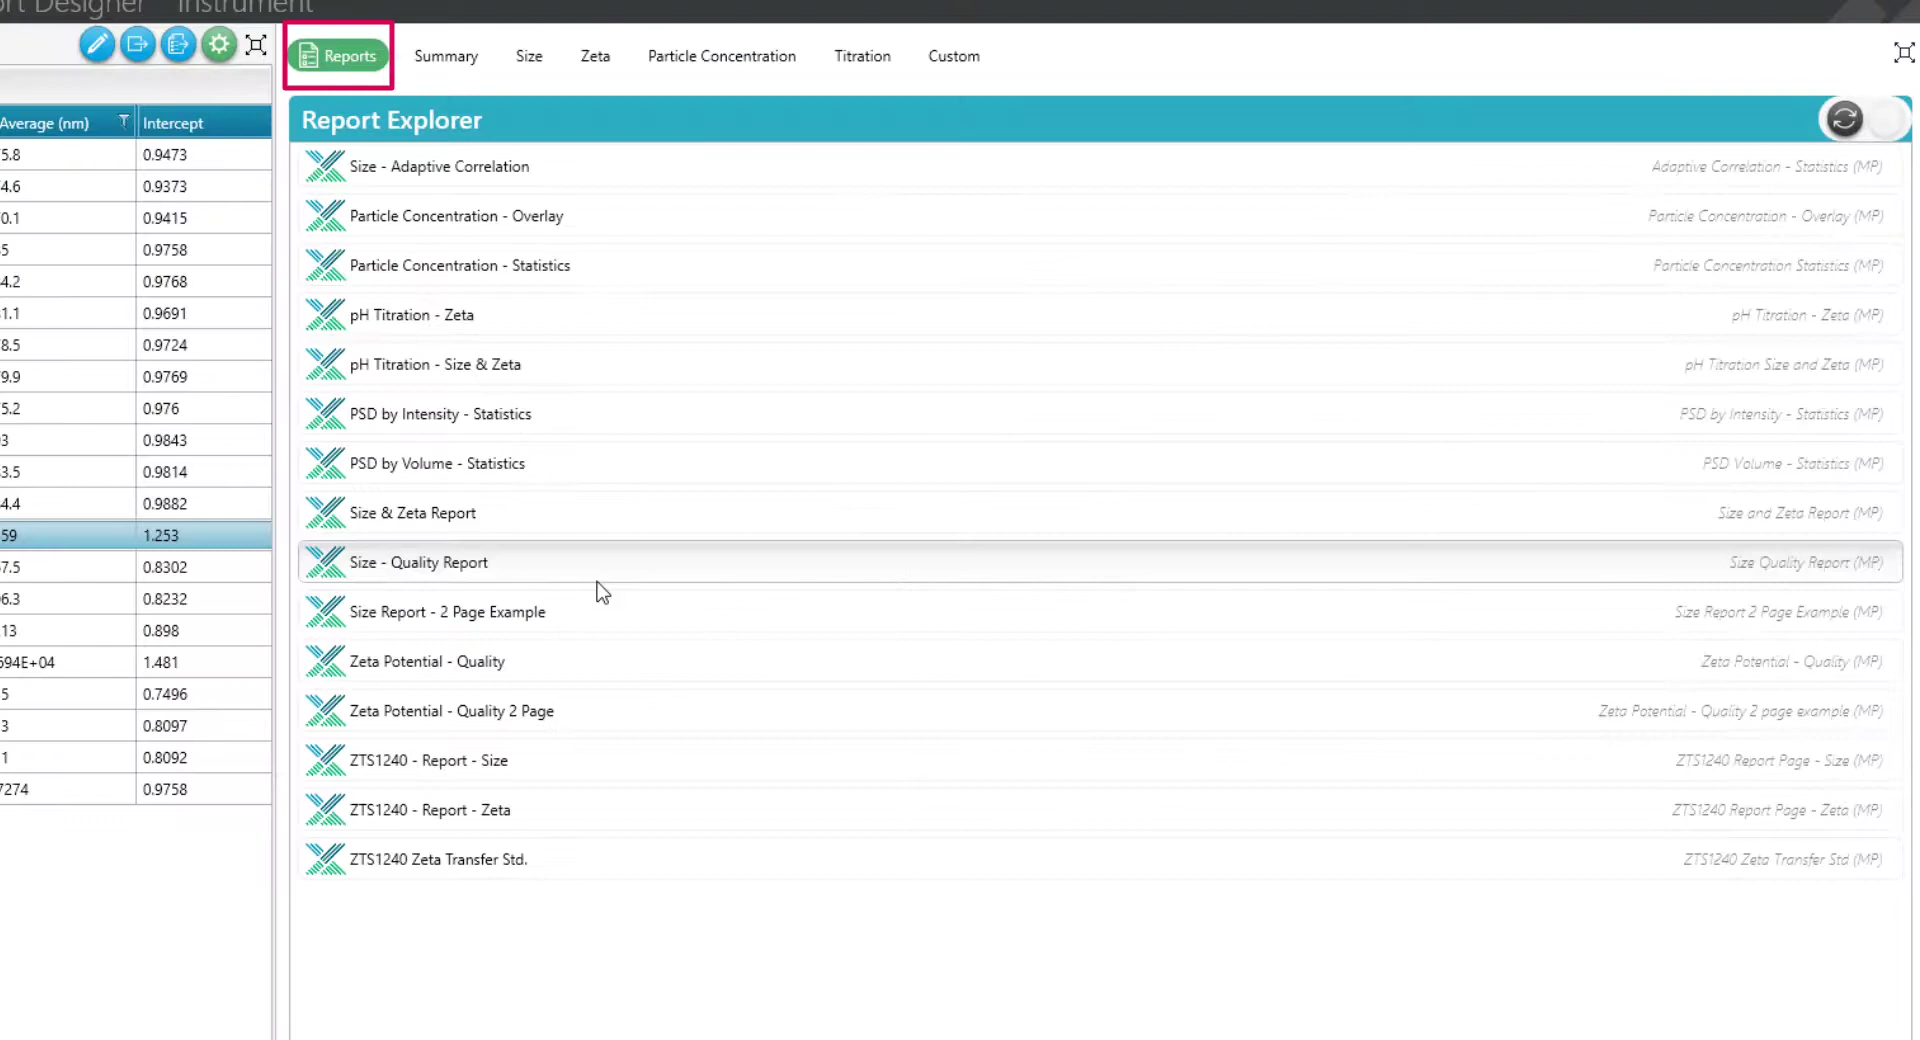 ort Designer Instrument
Reports Summary Size Zeta Particle Concentration Titration Custom
Average (nm) Intercept
5.8 0.9473
4.6 0.9373
0.1 0.9415
5 0.9758
4.2 0.9768
1.1 0.9691
8.5 0.9724
9.9 0.9769
5.2 0.976
3 0.9843
3.5 0.9814
4.4 0.9882
59 1.253
7.5 0.8302
6.3 0.8232
13 0.898
694E+04 1.481
5 0.7496
3 0.8097
1 0.8092
7274 0.9758
Report Explorer
Size - Adaptive Correlation Adaptive Correlation - Statistics (MP)
Particle Concentration - Overlay Particle Concentration - Overlay (MP)
Particle Concentration - Statistics Particle Concentration Statistics (MP)
pH Titration - Zeta pH Titration - Zeta (MP)
pH Titration - Size & Zeta pH Titration Size and Zeta (MP)
PSD by Intensity - Statistics PSD by Intensity - Statistics (MP)
PSD by Volume - Statistics PSD Volume - Statistics (MP)
Size & Zeta Report Size and Zeta Report (MP)
Size - Quality Report Size Quality Report (MP)
Size Report - 2 Page Example Size Report 2 Page Example (MP)
Zeta Potential - Quality Zeta Potential - Quality (MP)
Zeta Potential - Quality 2 Page Zeta Potential - Quality 2 page example (MP)
ZTS1240 - Report - Size ZTS1240 Report Page - Size (MP)
ZTS1240 - Report - Zeta ZTS1240 Report Page - Zeta (MP)
ZTS1240 Zeta Transfer Std. ZTS1240 Zeta Transfer Std (MP)